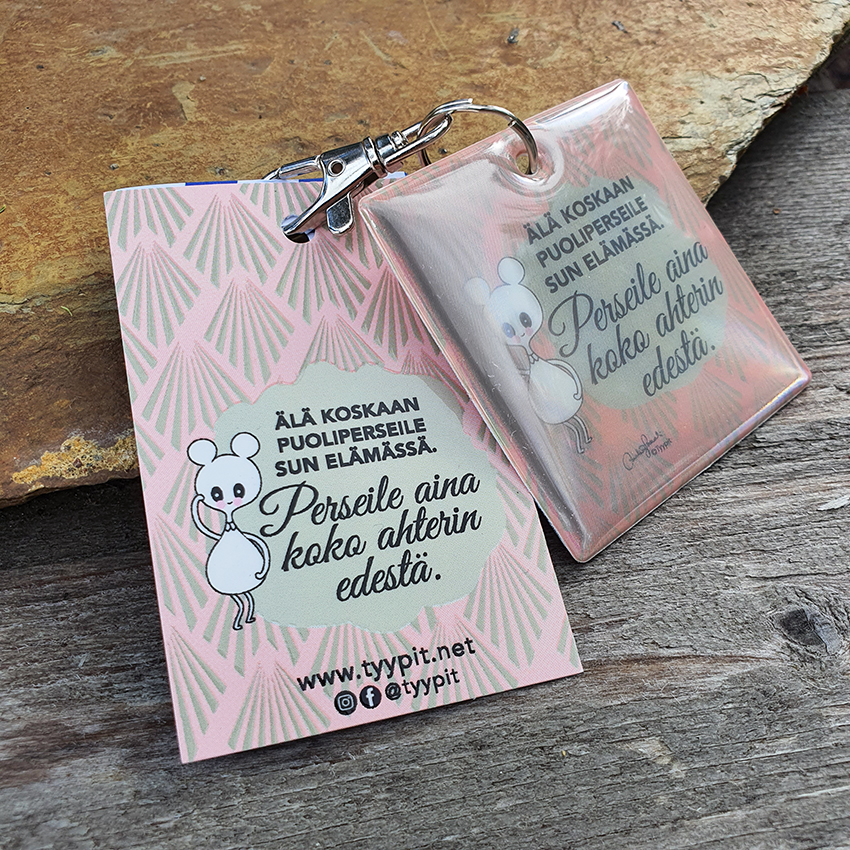 ÄLÄ KOSKAAN
PUOLIPERSEILE
SUN ELÄMÄSSÄ.
Perseile aina
koko ahterin
edestä.
www.tyypit.net
@tyypit
ÄLÄ KOSKAAN
PUOLIPERSEILE
SUN ELÄMÄSSÄ.
Perseile aina
koko ahterin
edestä.
©TYYPIT